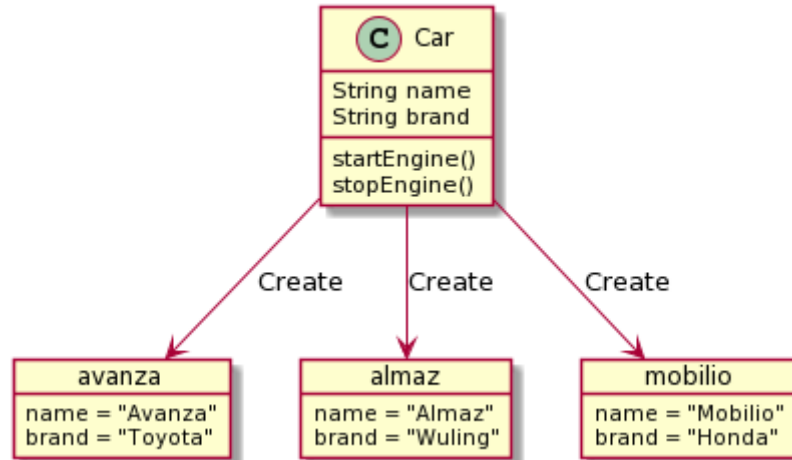 C Car
String name
String brand
startEngine()
stopEngine()
Create Create Create
avanza
name = "Avanza"
brand = "Toyota"
almaz
name = "Almaz"
brand = "Wuling"
mobilio
name = "Mobilio"
brand = "Honda"